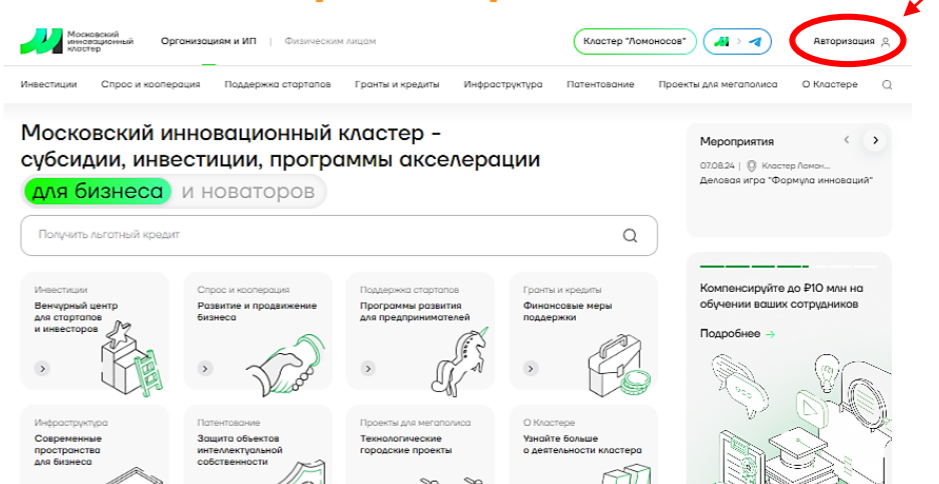 Московский
инновационный
кластер
Организациям и ИП | Физическим лицам
Кластер "Ломоносов"
Авторизация
Инвестиции Спрос и кооперация Поддержка стартапов Гранты и кредиты Инфраструктура Патентование Проекты для мегаполиса О Кластере
Московский инновационный кластер –
субсидии, инвестиции, программы акселерации
для бизнеса и новаторов
Получить льготный кредит
Мероприятия
07.08.24 | Кластер Ломон...
Деловая игра "Формула инноваций"
Инвестиции
Венчурный центр
для стартапов
и инвесторов
Спрос и кооперация
Развитие и продвижение
бизнеса
Поддержка стартапов
Программы развития
для предпринимателей
Гранты и кредиты
Финансовые меры
поддержки
Компенсируйте до ₽10 млн на
обучении ваших сотрудников
Подробнее →
Инфраструктура
Современные
пространства
для бизнеса
Патентование
Защита объектов
интеллектуальной
собственности
Проекты для мегаполиса
Технологические
городские проекты
О Кластере
Узнайте больше
о деятельности кластера